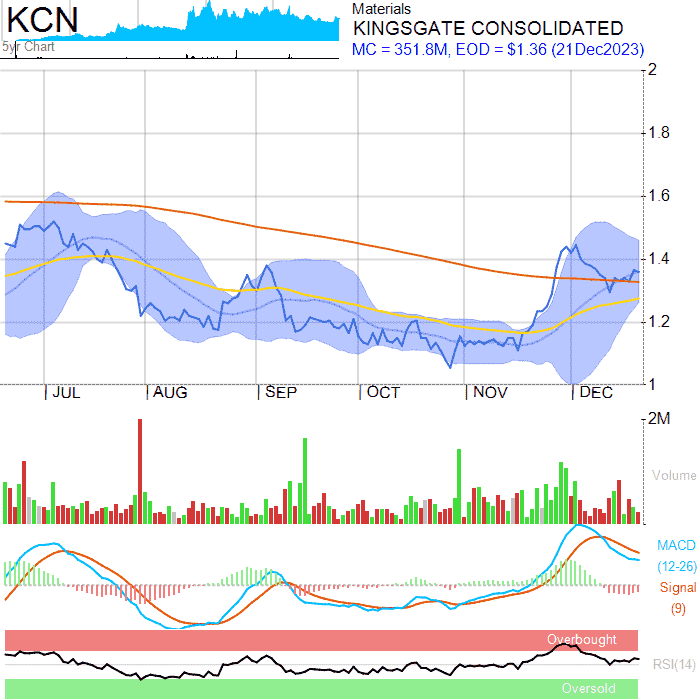 KCN
5yr Chart
Materials
KINGSGATE CONSOLIDATED
MC = 351.8M, EOD = $1.36 (21Dec2023)
2
1.8
1.6
1.4
1.2
1
JUL AUG SEP OCT NOV DEC
2M
Volume
MACD
(12-26)
Signal
(9)
Overbought
RSI(14)
Oversold